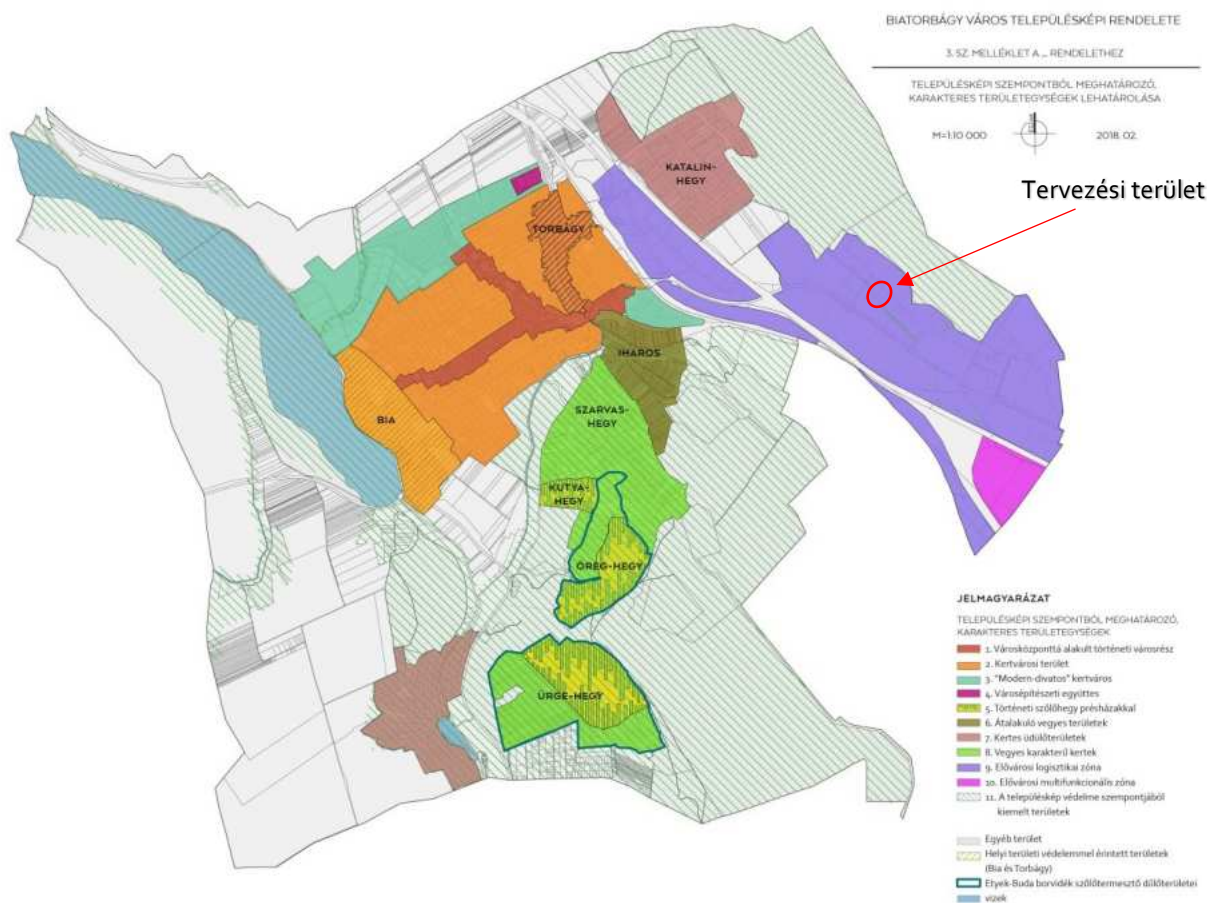 BIATORBÁGY VÁROS TELEPÜLÉSKÉPI RENDELETE
3. SZ. MELLÉKLET A ... RENDELETHEZ
TELEPÜLÉSKÉPI SZEMPONTBÓL MEGHATÁROZÓ,
KARAKTERES TERÜLETEGYSÉGEK LEHATÁROLÁSA
M=1:10 000
2018. 02.
Tervezési terület
KATALIN-
HEGY
TORBÁGY
IHAROS
BIA
SZARVAS-
HEGY
KUTYA-
HEGY
ÖREG-HEGY
ÜRGE-HEGY
JELMAGYARÁZAT
TELEPÜLÉSKÉPI SZEMPONTBÓL MEGHATÁROZÓ,
KARAKTERES TERÜLETEGYSÉGEK
1. Városközponttá alakult történeti városrész
2. Kertvárosi terület
3. "Modern-divatos" kertváros
4. Városépítészeti együttes
5. Történeti szőlőhegy présházakkal
6. Átalakuló vegyes területek
7. Kertes üdülőterületek
8. Vegyes karakterű kertek
9. Elővárosi logisztikai zóna
10. Elővárosi multifunkcionális zóna
11. A településkép védelme szempontjából
kiemelt területek
Egyéb terület
Helyi területi védelemmel érintett területek
(Bia és Torbágy)
Etyek-Buda borvidék szőlőtermesztő dűlőterületei
vizek